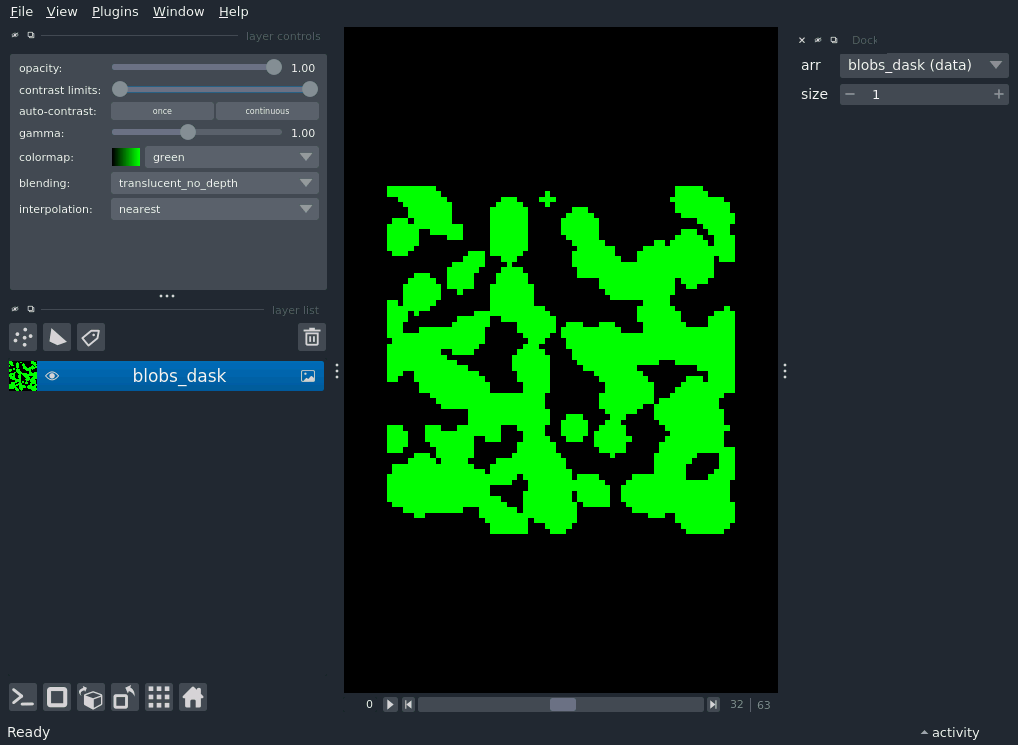 File View Plugins Window Help
layer controls
opacity: 1.00
contrast limits:
auto-contrast: once continuous
gamma: 1.00
colormap: green
blending: translucent_no_depth
interpolation: nearest
layer list
blobs_dask
0 32 63
Ready
Dock
arr blobs_dask (data)
size 1
activity